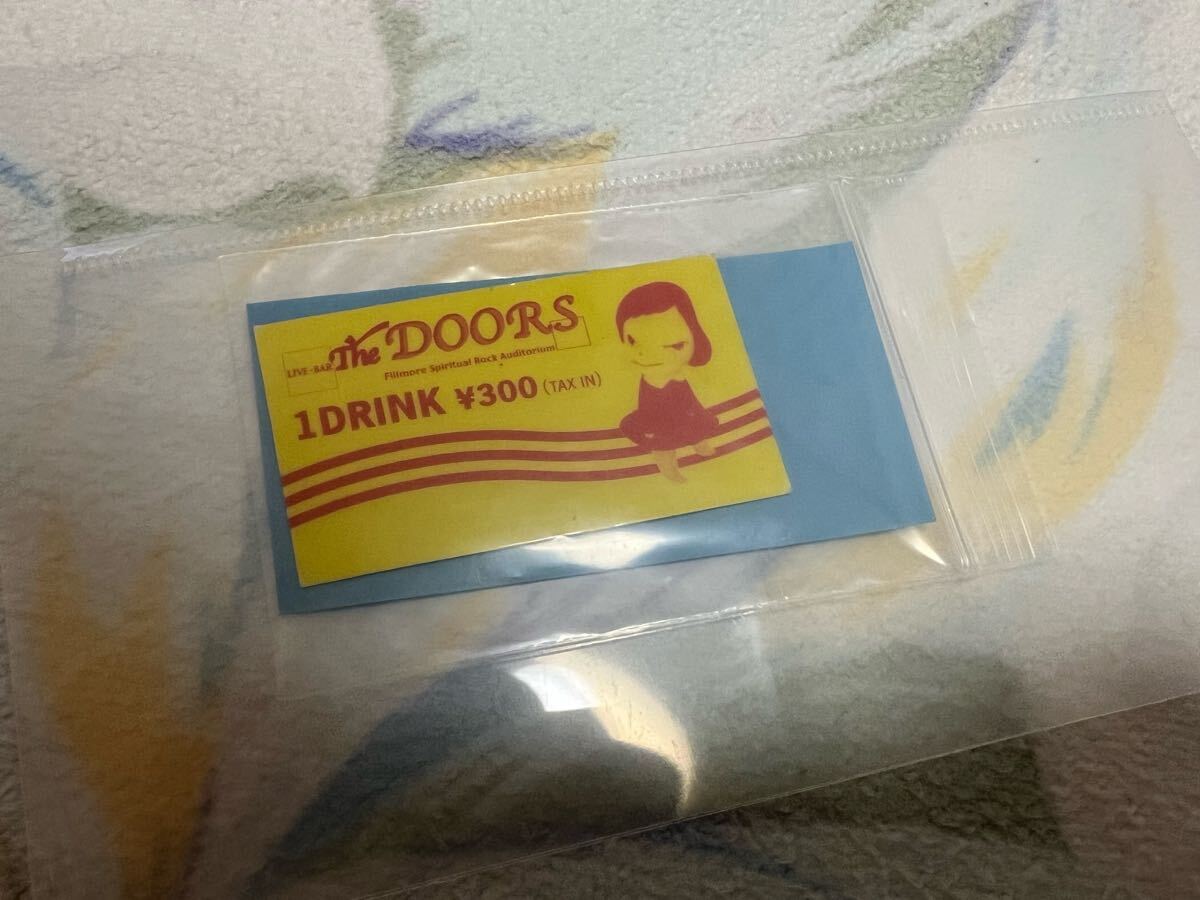 LIVE・BAR The DOORS
Fillmore Spiritual Rock Auditorium
1DRINK ¥300 (TAX IN)